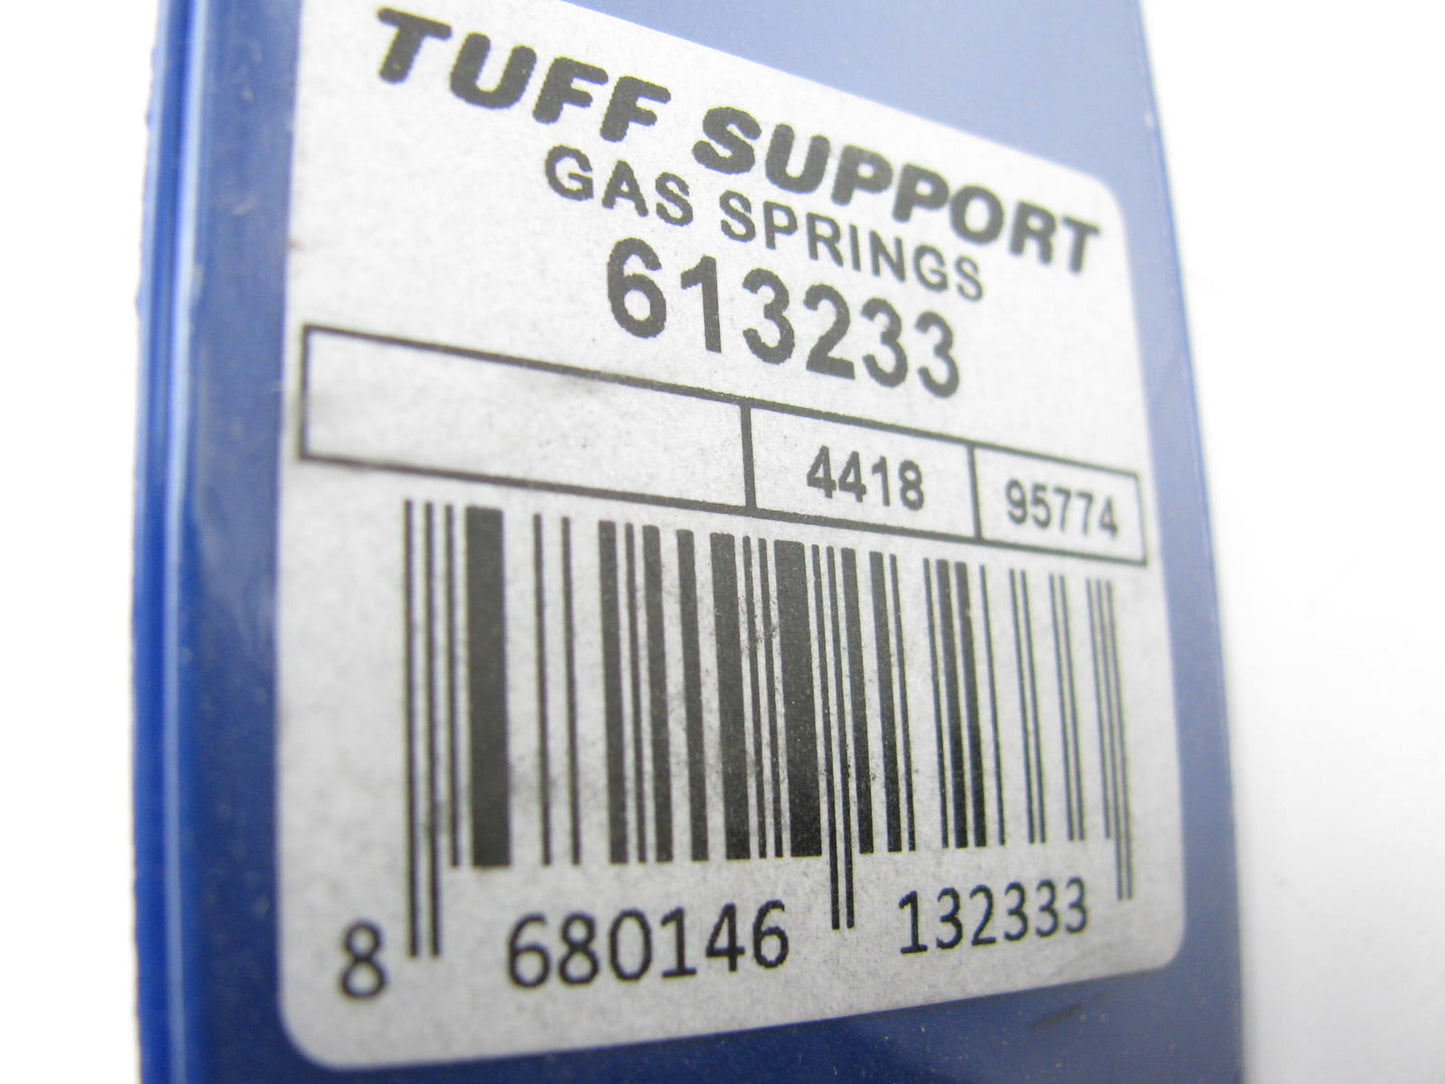 TUFF SUPPORT
GAS SPRINGS
613233
4418 95774
8 680146 132333